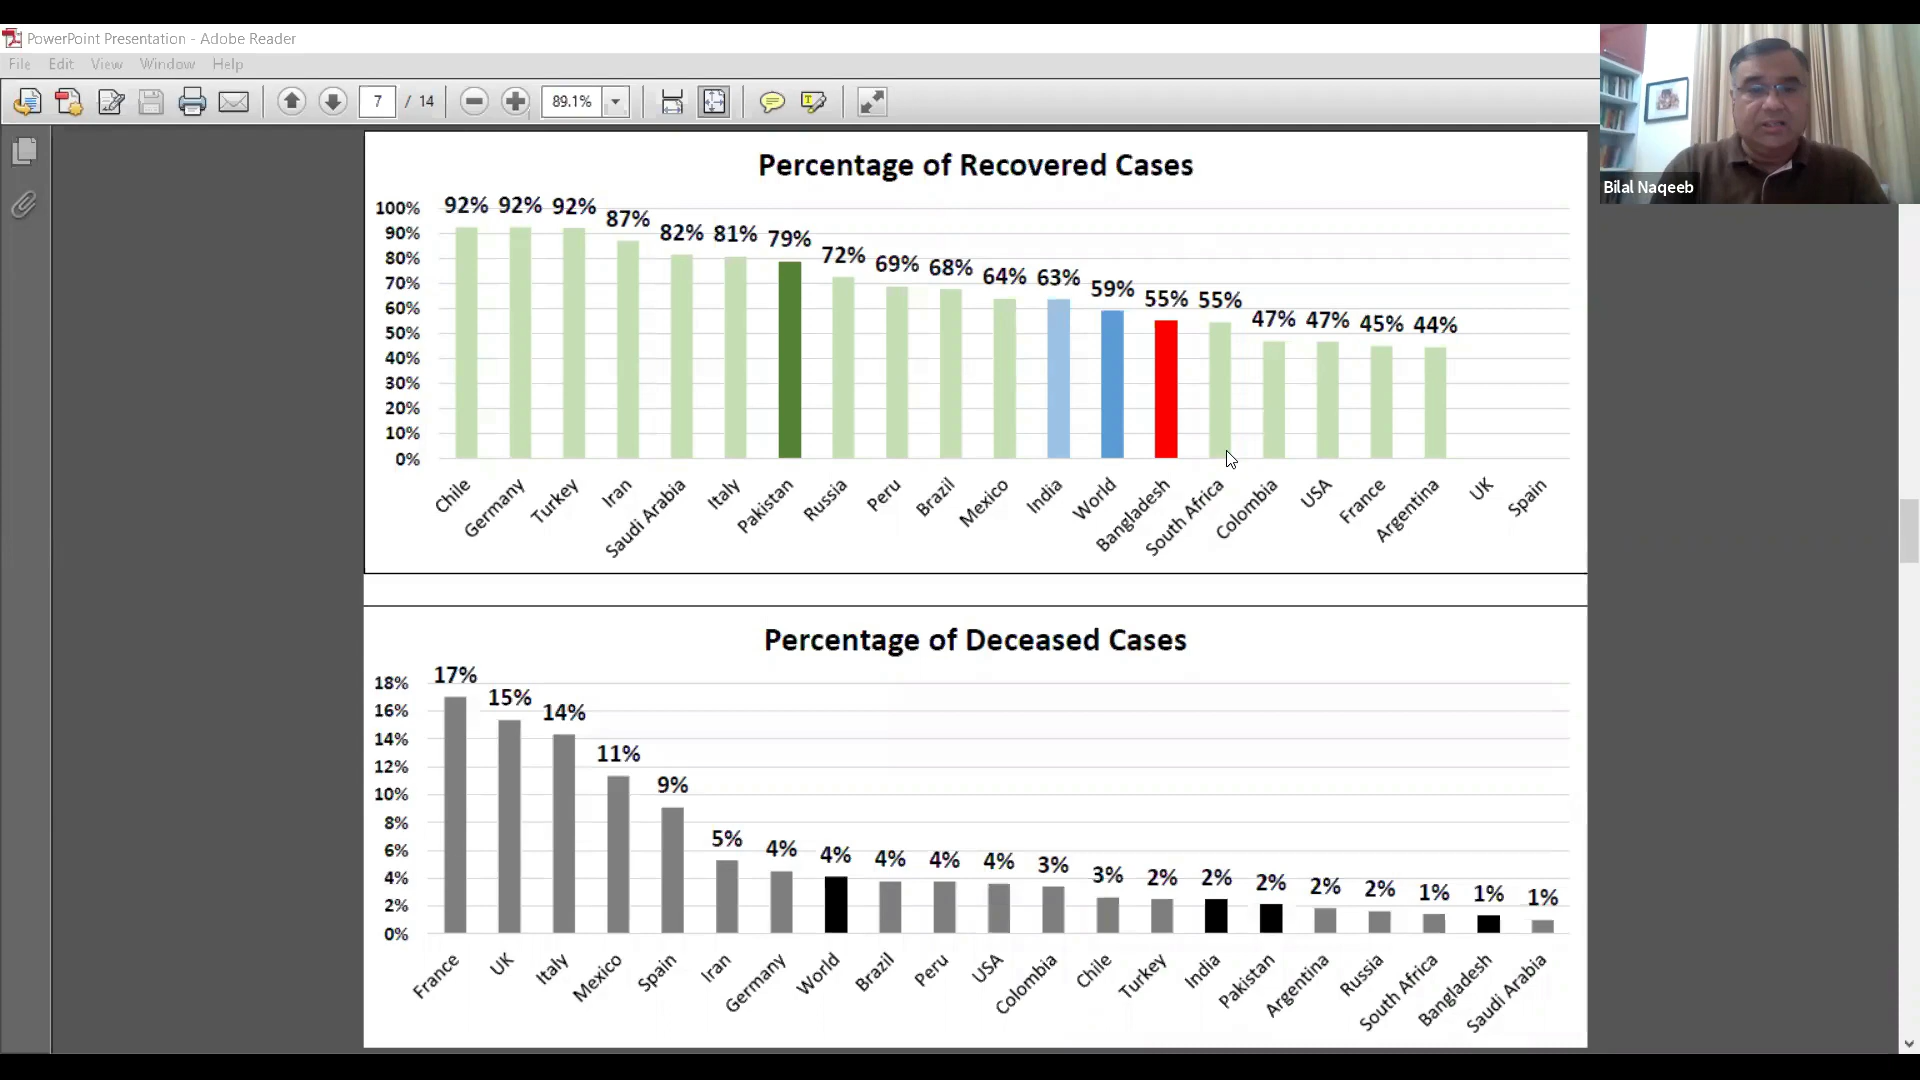 PowerPoint Presentation - Adobe Reader
File Edit View Window Help
7 / 14 89.1%
Bilal Naqeeb
Percentage of Recovered Cases
100%
90%
80%
70%
60%
50%
40%
30%
20%
10%
0%
92% 92% 92% 87% 82% 81% 79% 72% 69% 68% 64% 63% 59% 55% 55% 47% 47% 45% 44%
Chile Germany Turkey Iran Saudi Arabia Italy Pakistan Russia Peru Brazil Mexico India World Bangladesh South Africa Colombia USA France Argentina UK Spain
Percentage of Deceased Cases
18%
16%
14%
12%
10%
8%
6%
4%
2%
0%
17% 15% 14% 11% 9% 5% 4% 4% 4% 4% 4% 3% 3% 2% 2% 2% 2% 2% 1% 1% 1%
France UK Italy Mexico Spain Iran Germany World Brazil Peru USA Colombia Chile Turkey India Pakistan Argentina Russia South Africa Bangladesh Saudi Arabia